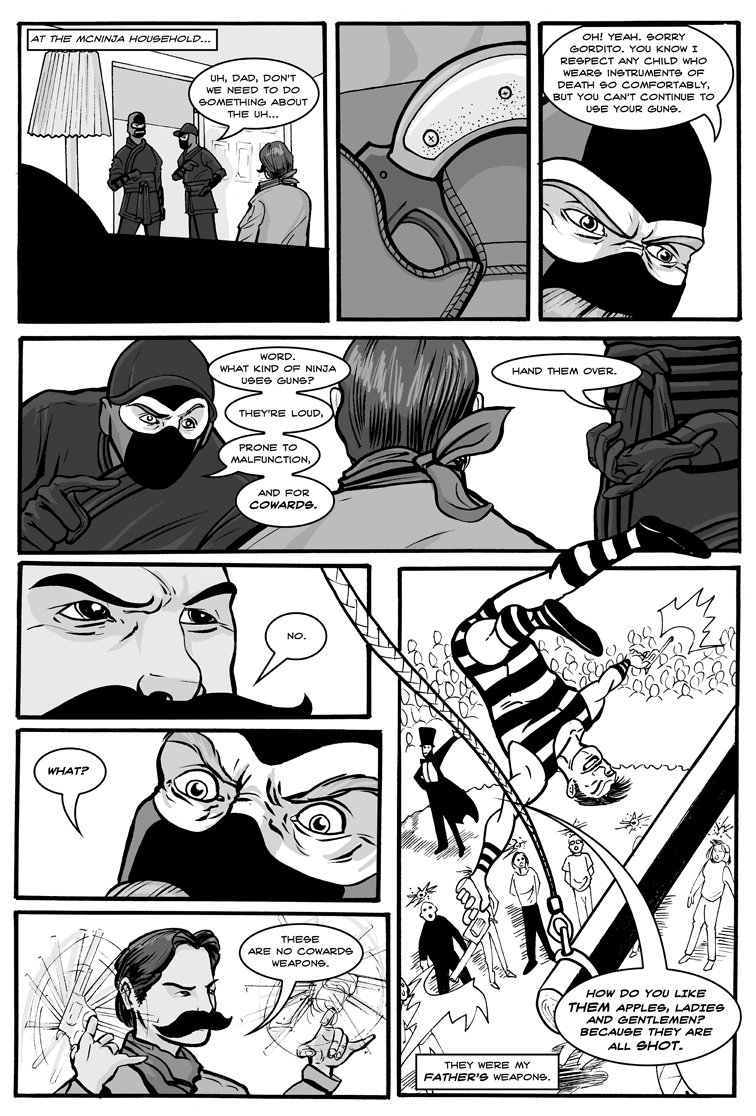 AT THE MCNINJA HOUSEHOLD...
UH, DAD, DON'T
WE NEED TO DO
SOMETHING ABOUT
THE UH...
OH! YEAH. SORRY
GORDITO. YOU KNOW I
RESPECT ANY CHILD WHO
WEARS INSTRUMENTS OF
DEATH SO COMFORTABLY,
BUT YOU CAN'T CONTINUE TO
USE YOUR GUNS.
WORD.
WHAT KIND OF NINJA
USES GUNS?
THEY'RE LOUD,
PRONE TO
MALFUNCTION,
AND FOR
COWARDS.
HAND THEM OVER.
NO.
WHAT?
THESE
ARE NO COWARDS
WEAPONS.
HOW DO YOU LIKE
THEM APPLES, LADIES
AND GENTLEMEN?
BECAUSE THEY ARE
ALL SHOT.
THEY WERE MY
FATHER'S WEAPONS.